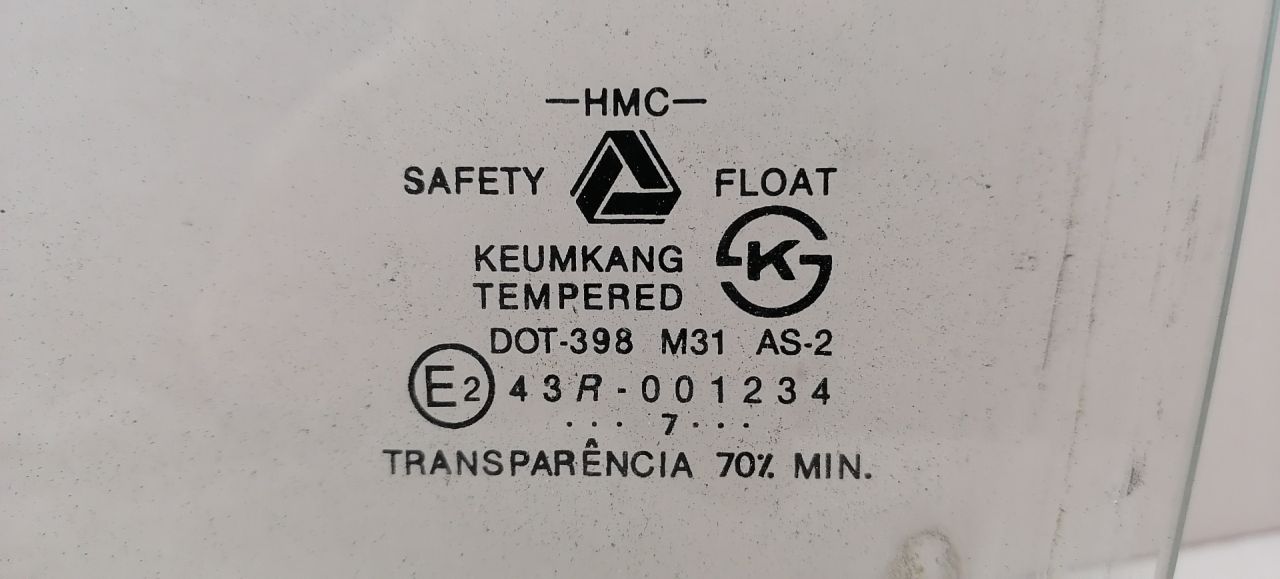 —HMC—
SAFETY FLOAT
K
KEUMKANG
TEMPERED
DOT-398 M31 AS-2
E2 43R-001234
... 7...
TRANSPARÊNCIA 70% MIN.